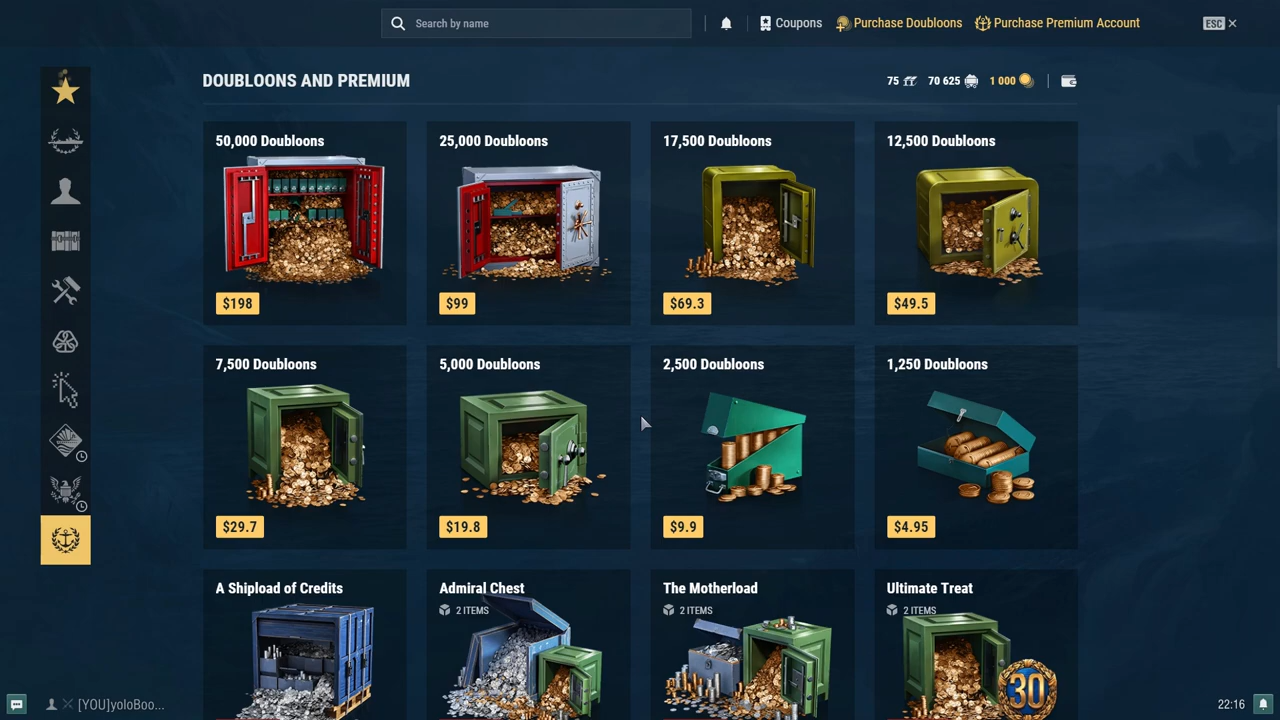 Search by name
Coupons
Purchase Doubloons
Purchase Premium Account
ESC
DOUBLOONS AND PREMIUM
75
70 625
1 000
50,000 Doubloons
25,000 Doubloons
17,500 Doubloons
12,500 Doubloons
$198
$99
$69.3
$49.5
7,500 Doubloons
5,000 Doubloons
2,500 Doubloons
1,250 Doubloons
$29.7
$19.8
$9.9
$4.95
A Shipload of Credits
Admiral Chest
The Motherload
Ultimate Treat
2 ITEMS
2 ITEMS
2 ITEMS
30
[YOU]yoloBoo...
22:16